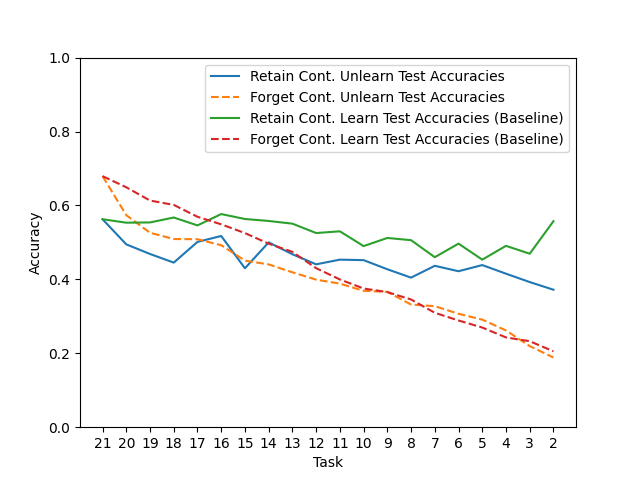 Retain Cont. Unlearn Test Accuracies
Forget Cont. Unlearn Test Accuracies
Retain Cont. Learn Test Accuracies (Baseline)
Forget Cont. Learn Test Accuracies (Baseline)
1.0
0.8
0.6
0.4
0.2
0.0
Accuracy
21 20 19 18 17 16 15 14 13 12 11 10 9 8 7 6 5 4 3 2
Task